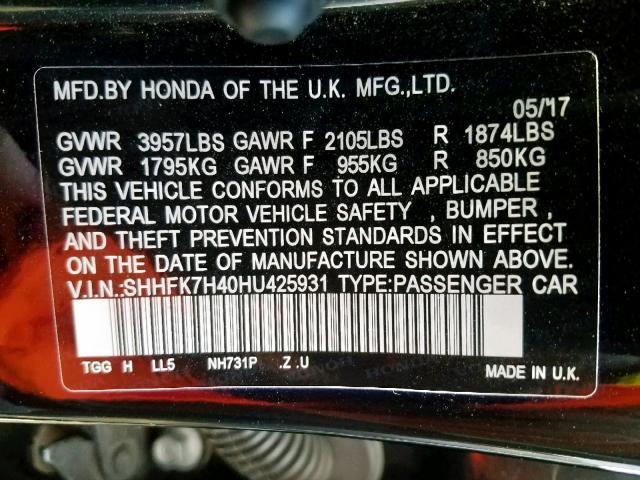 MFD.BY HONDA OF THE U.K. MFG.,LTD.
05/17
GVWR 3957LBS GAWR F 2105LBS R 1874LBS
GVWR 1795KG GAWR F 955KG R 850KG
THIS VEHICLE CONFORMS TO ALL APPLICABLE
FEDERAL MOTOR VEHICLE SAFETY , BUMPER ,
AND THEFT PREVENTION STANDARDS IN EFFECT
ON THE DATE OF MANUFACTURE SHOWN ABOVE.
V.I.N.:SHHFK7H40HU425931 TYPE:PASSENGER CAR
TGG H LL5 NH731P .Z .U MADE IN U.K.